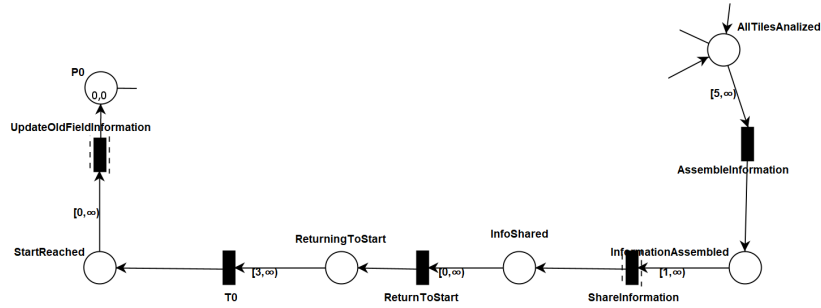 AllTilesAnalized
P0
0,0
[5,∞)
UpdateOldFieldInformation
AssembleInformation
[0,∞)
InfoShared
ReturningToStart
StartReached
InformationAssembled
[3,∞)
[0,∞)
[1,∞)
T0
ReturnToStart
ShareInformation